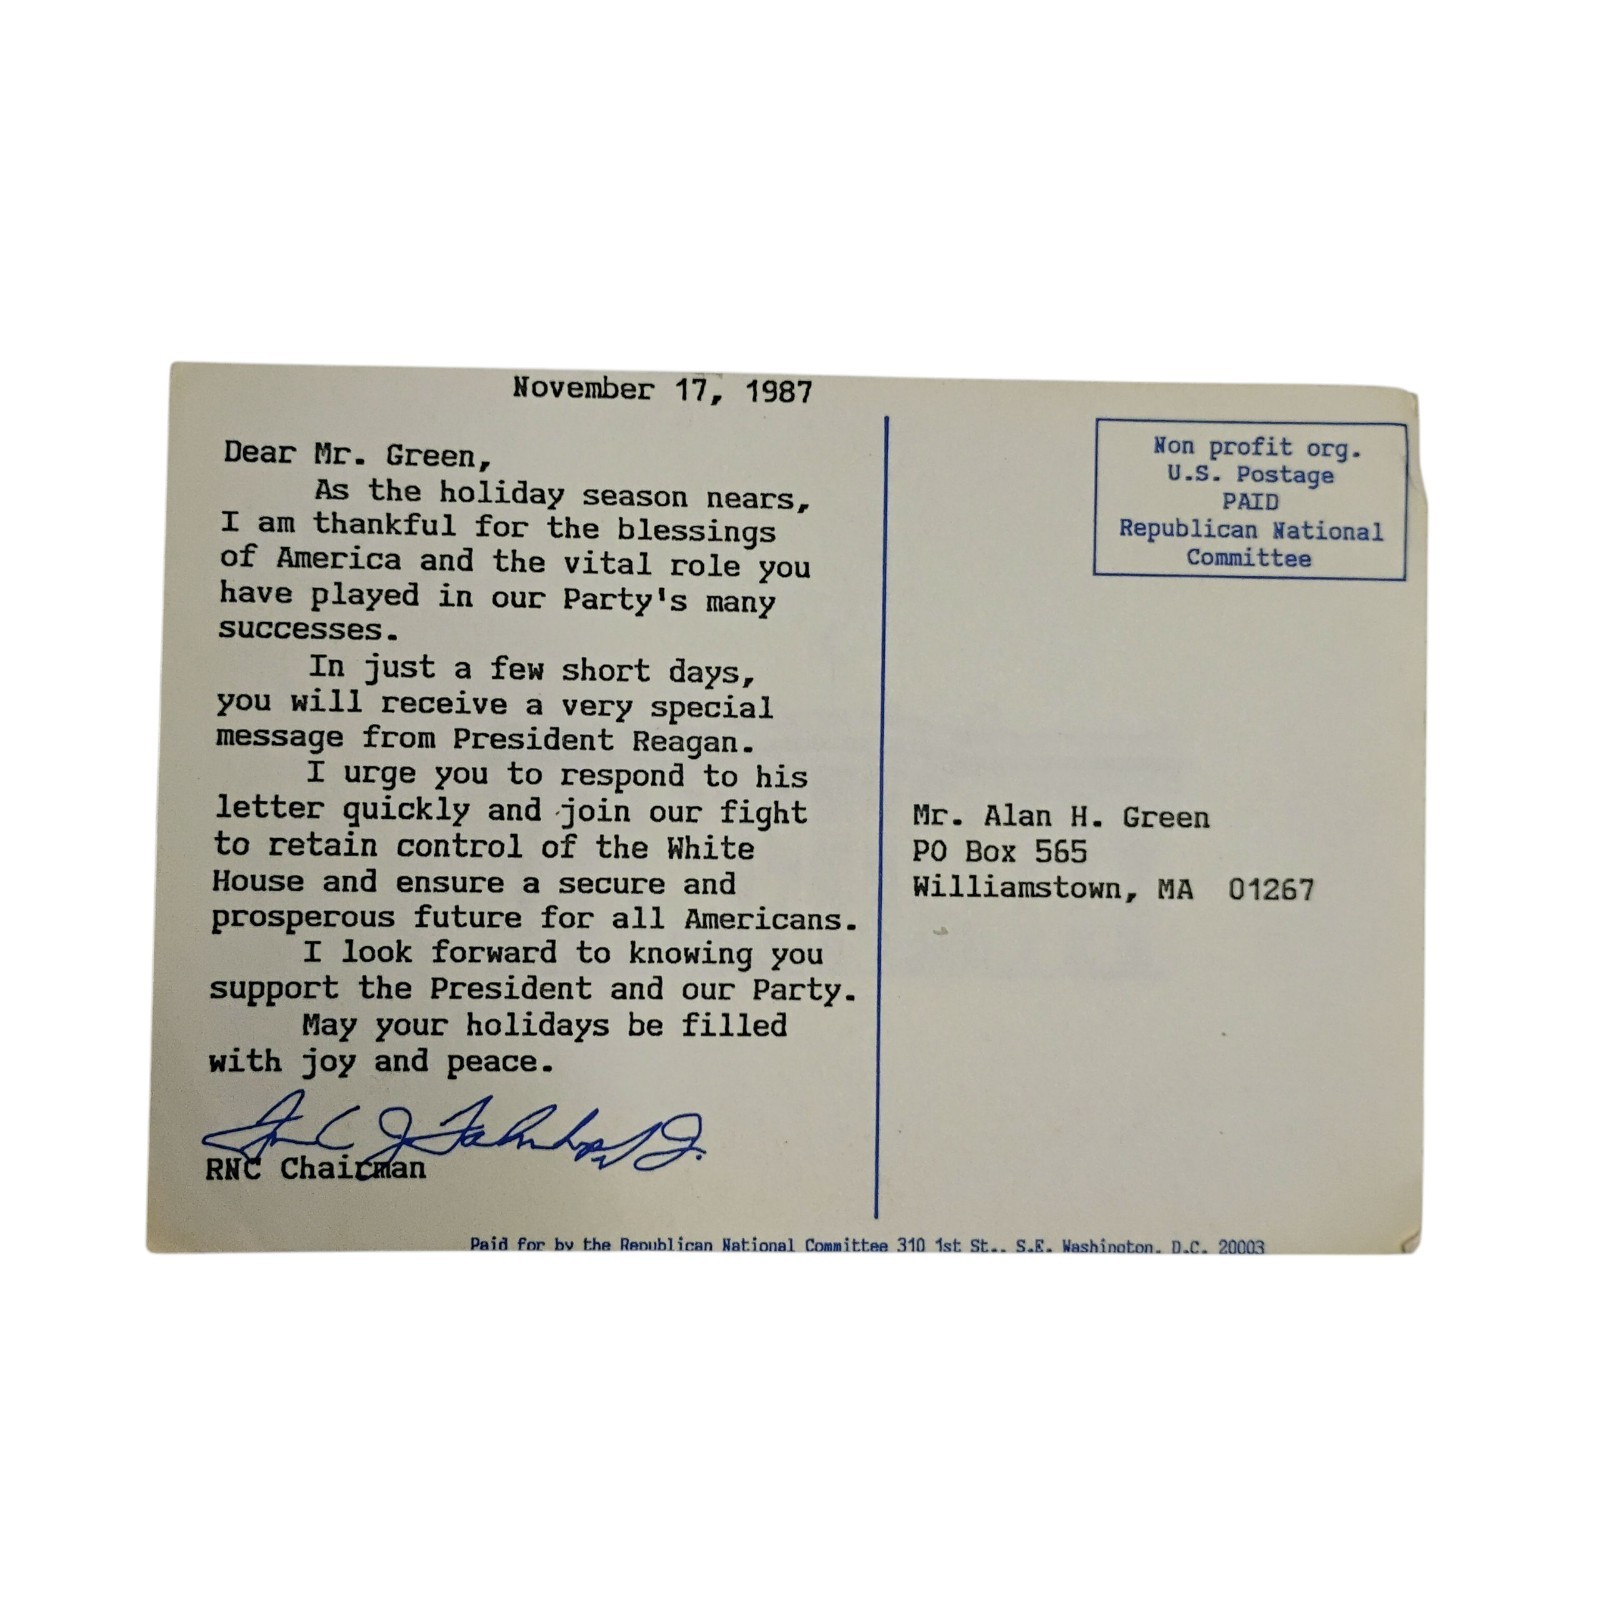 November 17, 1987
Dear Mr. Green,
As the holiday season nears,
I am thankful for the blessings
of America and the vital role you
have played in our Party's many
successes.
In just a few short days,
you will receive a very special
message from President Reagan.
I urge you to respond to his
letter quickly and join our fight
to retain control of the White
House and ensure a secure and
prosperous future for all Americans.
I look forward to knowing you
support the President and our Party.
May your holidays be filled
with joy and peace.
RNC Chairman
Non profit org.
U.S. Postage
PAID
Republican National
Committee
Mr. Alan H. Green
PO Box 565
Williamstown, MA 01267
Paid for by the Republican National Committee 310 1st St., S.E. Washington, D.C. 20003